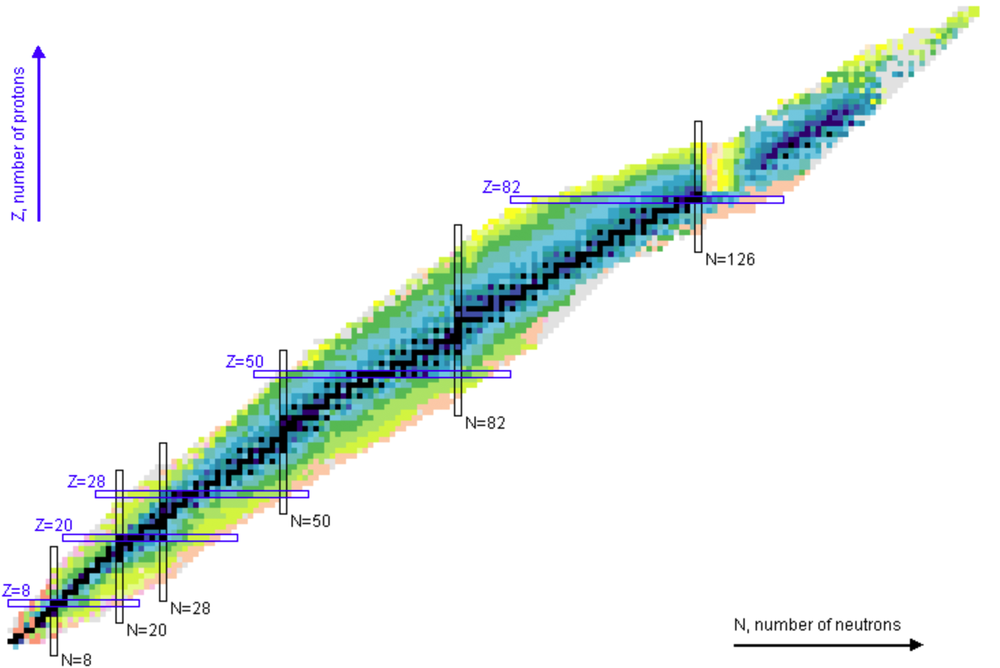 Z, number of protons
Z=82
N=126
Z=50
N=82
Z=28
N=50
Z=20
N=28
Z=8
N=20
N, number of neutrons
N=8